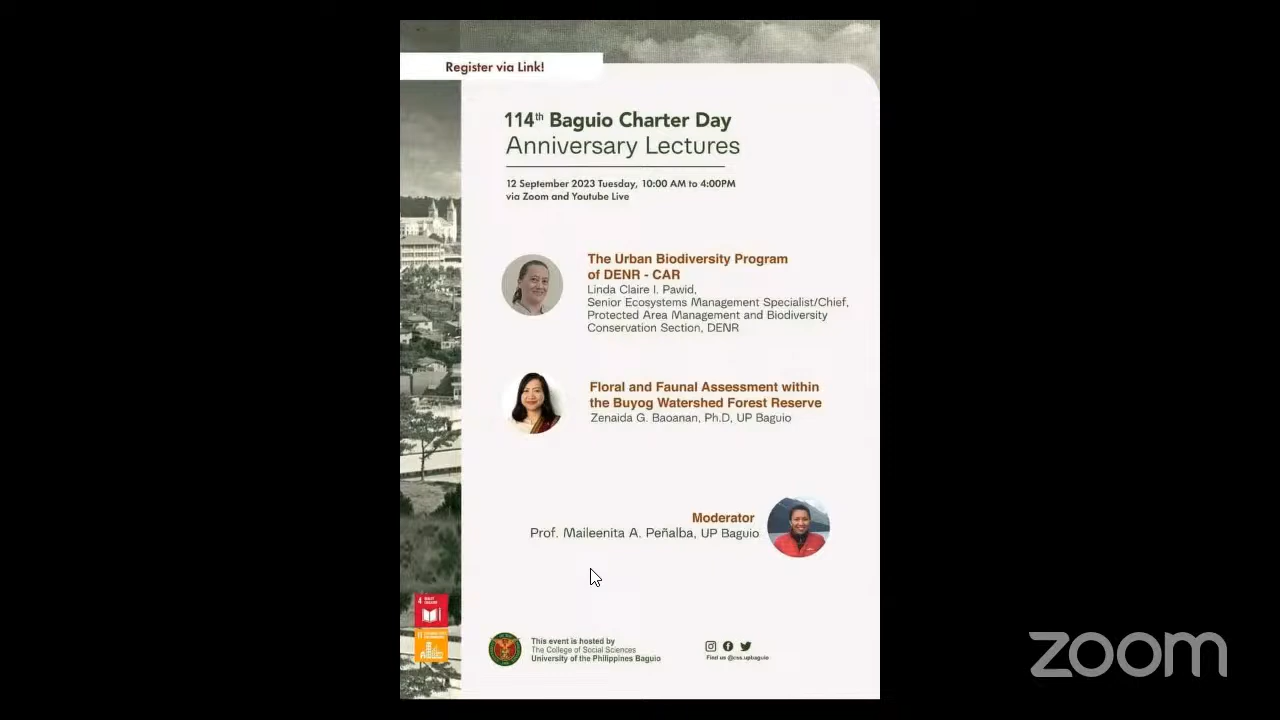 Register via Link!
114th Baguio Charter Day
Anniversary Lectures
12 September 2023 Tuesday, 10:00 AM to 4:00PM
via Zoom and Youtube Live
The Urban Biodiversity Program
of DENR - CAR
Linda Claire I. Pawid,
Senior Ecosystems Management Specialist/Chief,
Protected Area Management and Biodiversity
Conservation Section, DENR
Floral and Faunal Assessment within
the Buyog Watershed Forest Reserve
Zenaida G. Baoanan, Ph.D, UP Baguio
Moderator
Prof. Maileenita A. Peñalba, UP Baguio
4
11
This event is hosted by
The College of Social Sciences
University of the Philippines Baguio
Find us @css.upbaguio
zoom